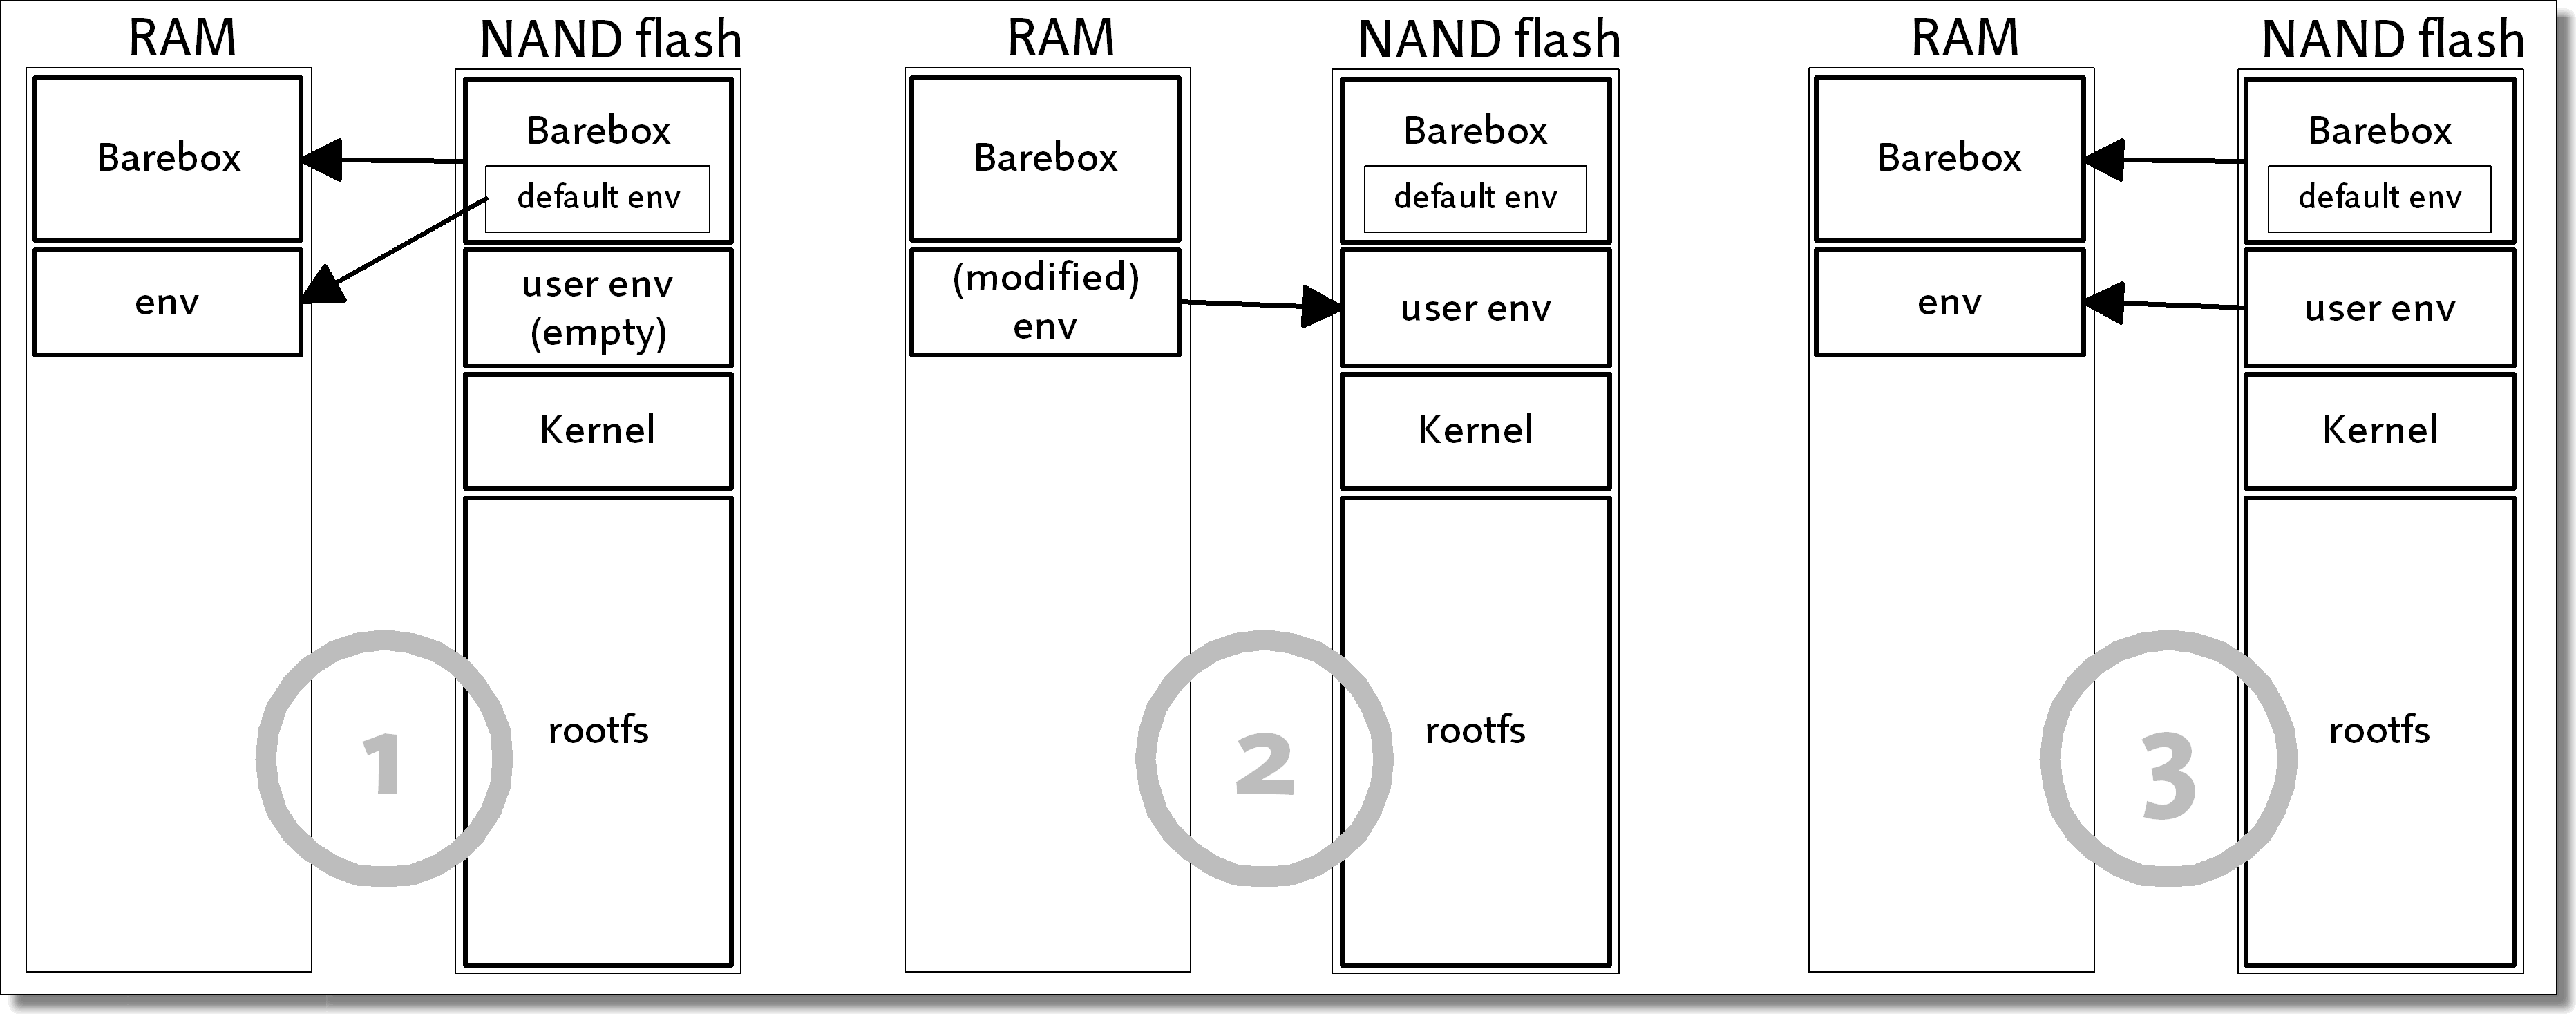 RAM
NAND flash
Barebox
Barebox
default env
env
user env
(empty)
Kernel
rootfs
1
RAM
NAND flash
Barebox
Barebox
default env
(modified)
env
user env
Kernel
rootfs
2
RAM
NAND flash
Barebox
Barebox
default env
env
user env
Kernel
rootfs
3